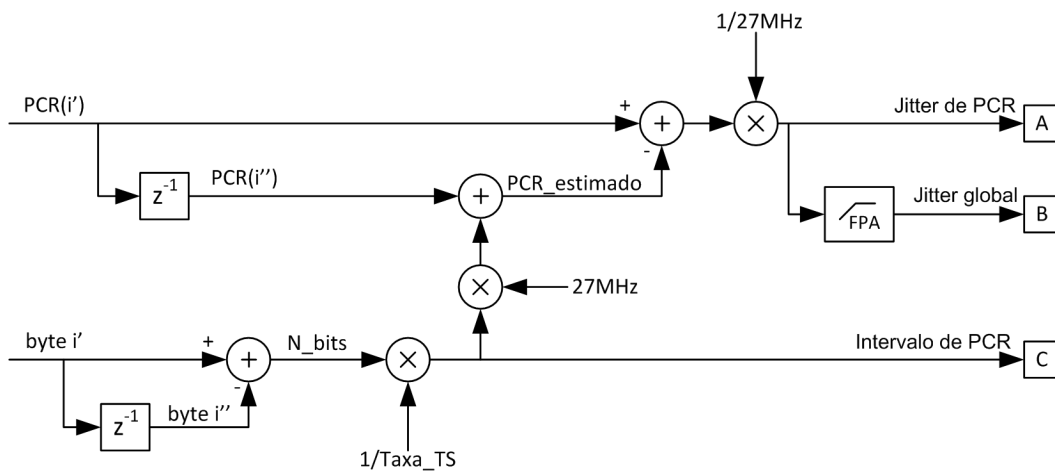 1/27MHz
PCR(i')
+
+
×
Jitter de PCR
A
-
z-1
PCR(i'')
+
PCR_estimado
FPA
Jitter global
B
×
27MHz
byte i'
+
+
N_bits
×
Intervalo de PCR
C
-
z-1
byte i''
1/Taxa_TS